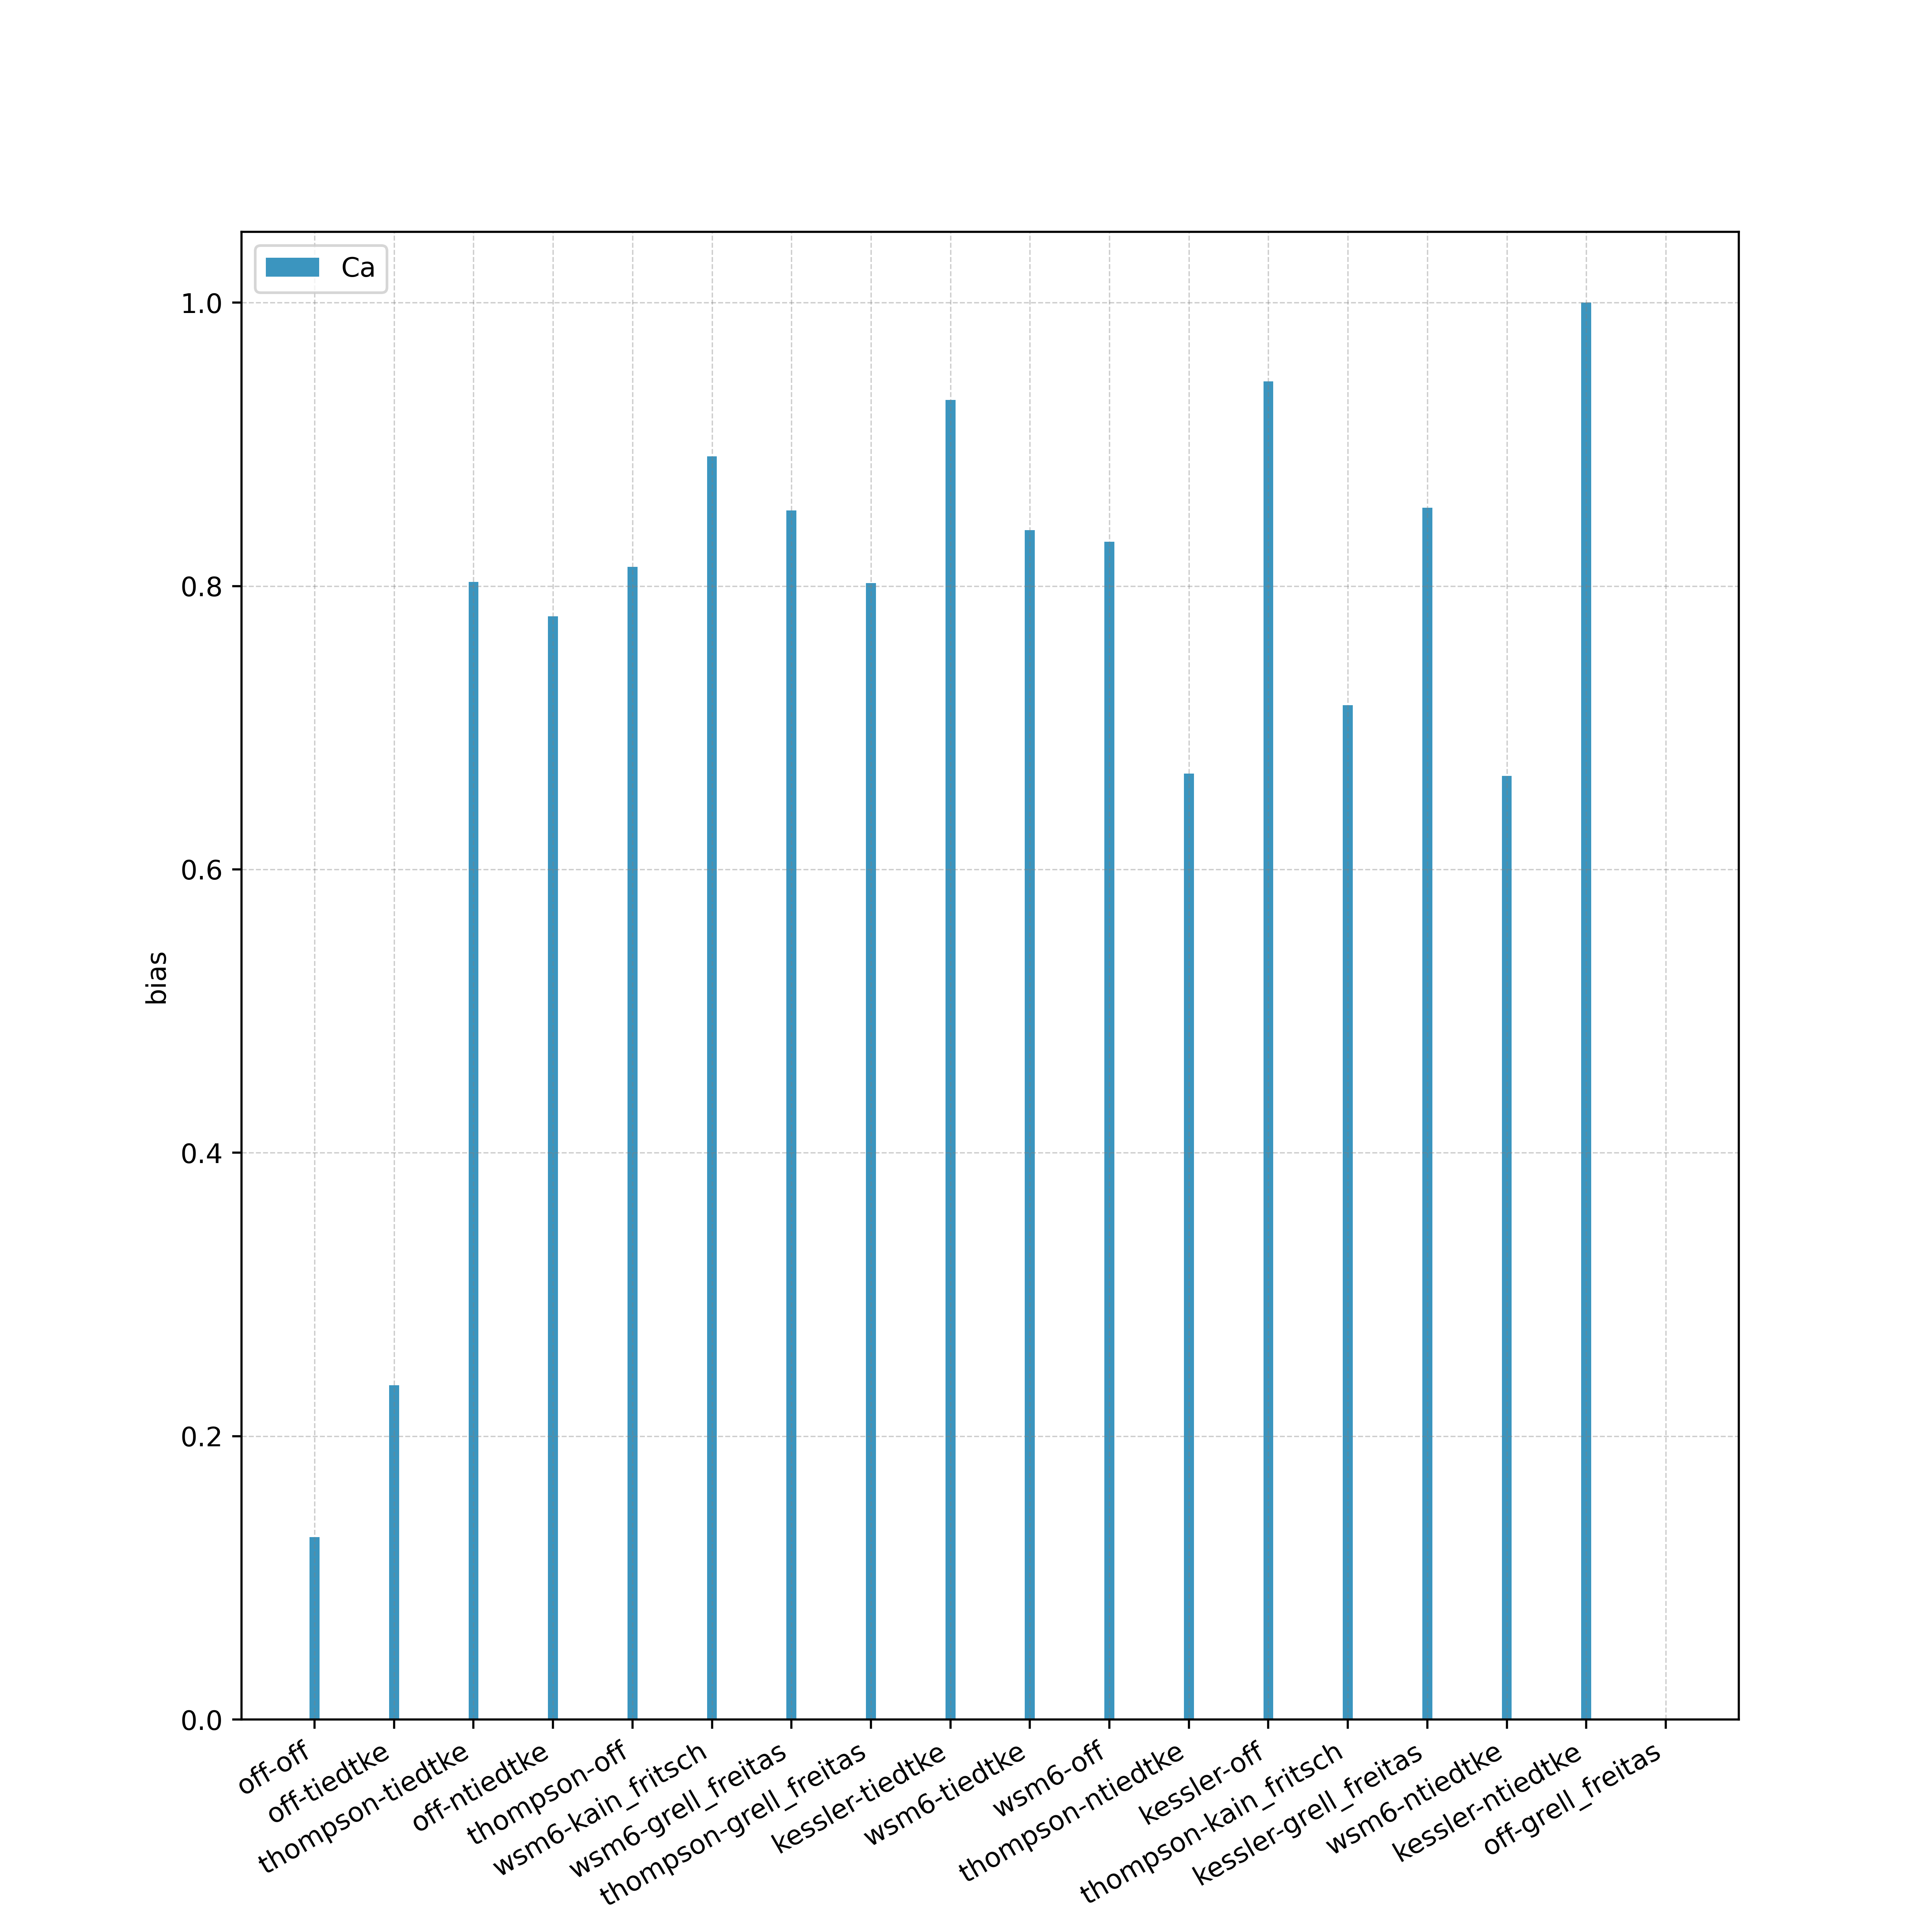 Ca
1.0
0.8
0.6
0.4
0.2
0.0
bias
off-off
off-tiedtke
thompson-tiedtke
off-ntiedtke
thompson-off
wsm6-kain_fritsch
wsm6-grell_freitas
thompson-grell_freitas
kessler-tiedtke
wsm6-tiedtke
wsm6-off
thompson-ntiedtke
kessler-off
thompson-kain_fritsch
kessler-grell_freitas
wsm6-ntiedtke
kessler-ntiedtke
off-grell_freitas